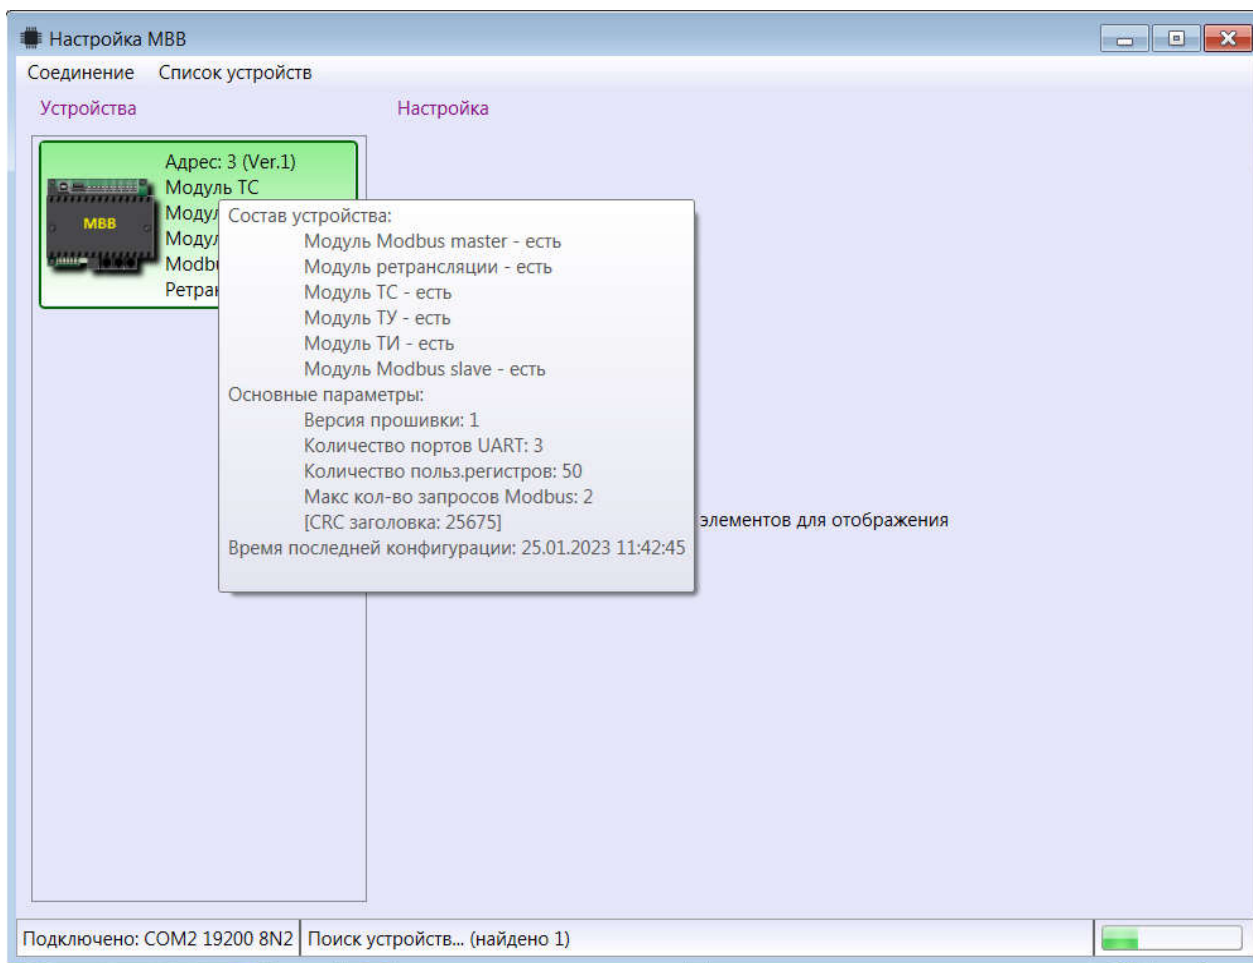 Настройка МВВ
Соединение Список устройств
Устройства Настройка
Адрес: 3 (Ver.1)
Модуль ТС
МВВ
Состав устройства:
Модуль Modbus master - есть
Модуль ретрансляции - есть
Модуль ТС - есть
Модуль ТУ - есть
Модуль ТИ - есть
Модуль Modbus slave - есть
Основные параметры:
Версия прошивки: 1
Количество портов UART: 3
Количество польз.регистров: 50
Макс кол-во запросов Modbus: 2
[CRC заголовка: 25675]
Время последней конфигурации: 25.01.2023 11:42:45
элементов для отображения
Подключено: COM2 19200 8N2 Поиск устройств... (найдено 1)